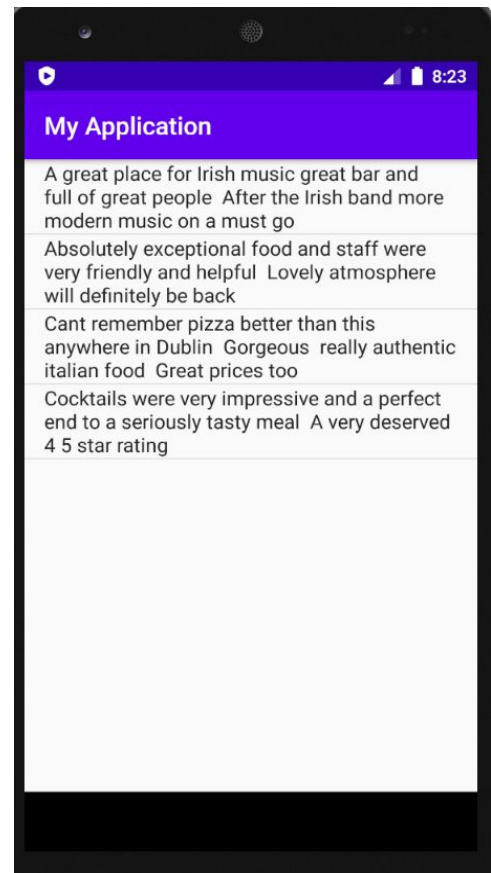 8:23
My Application
A great place for Irish music great bar and
full of great people  After the Irish band more
modern music on a must go
Absolutely exceptional food and staff were
very friendly and helpful  Lovely atmosphere
will definitely be back
Cant remember pizza better than this
anywhere in Dublin  Gorgeous  really authentic
italian food  Great prices too
Cocktails were very impressive and a perfect
end to a seriously tasty meal  A very deserved
4 5 star rating